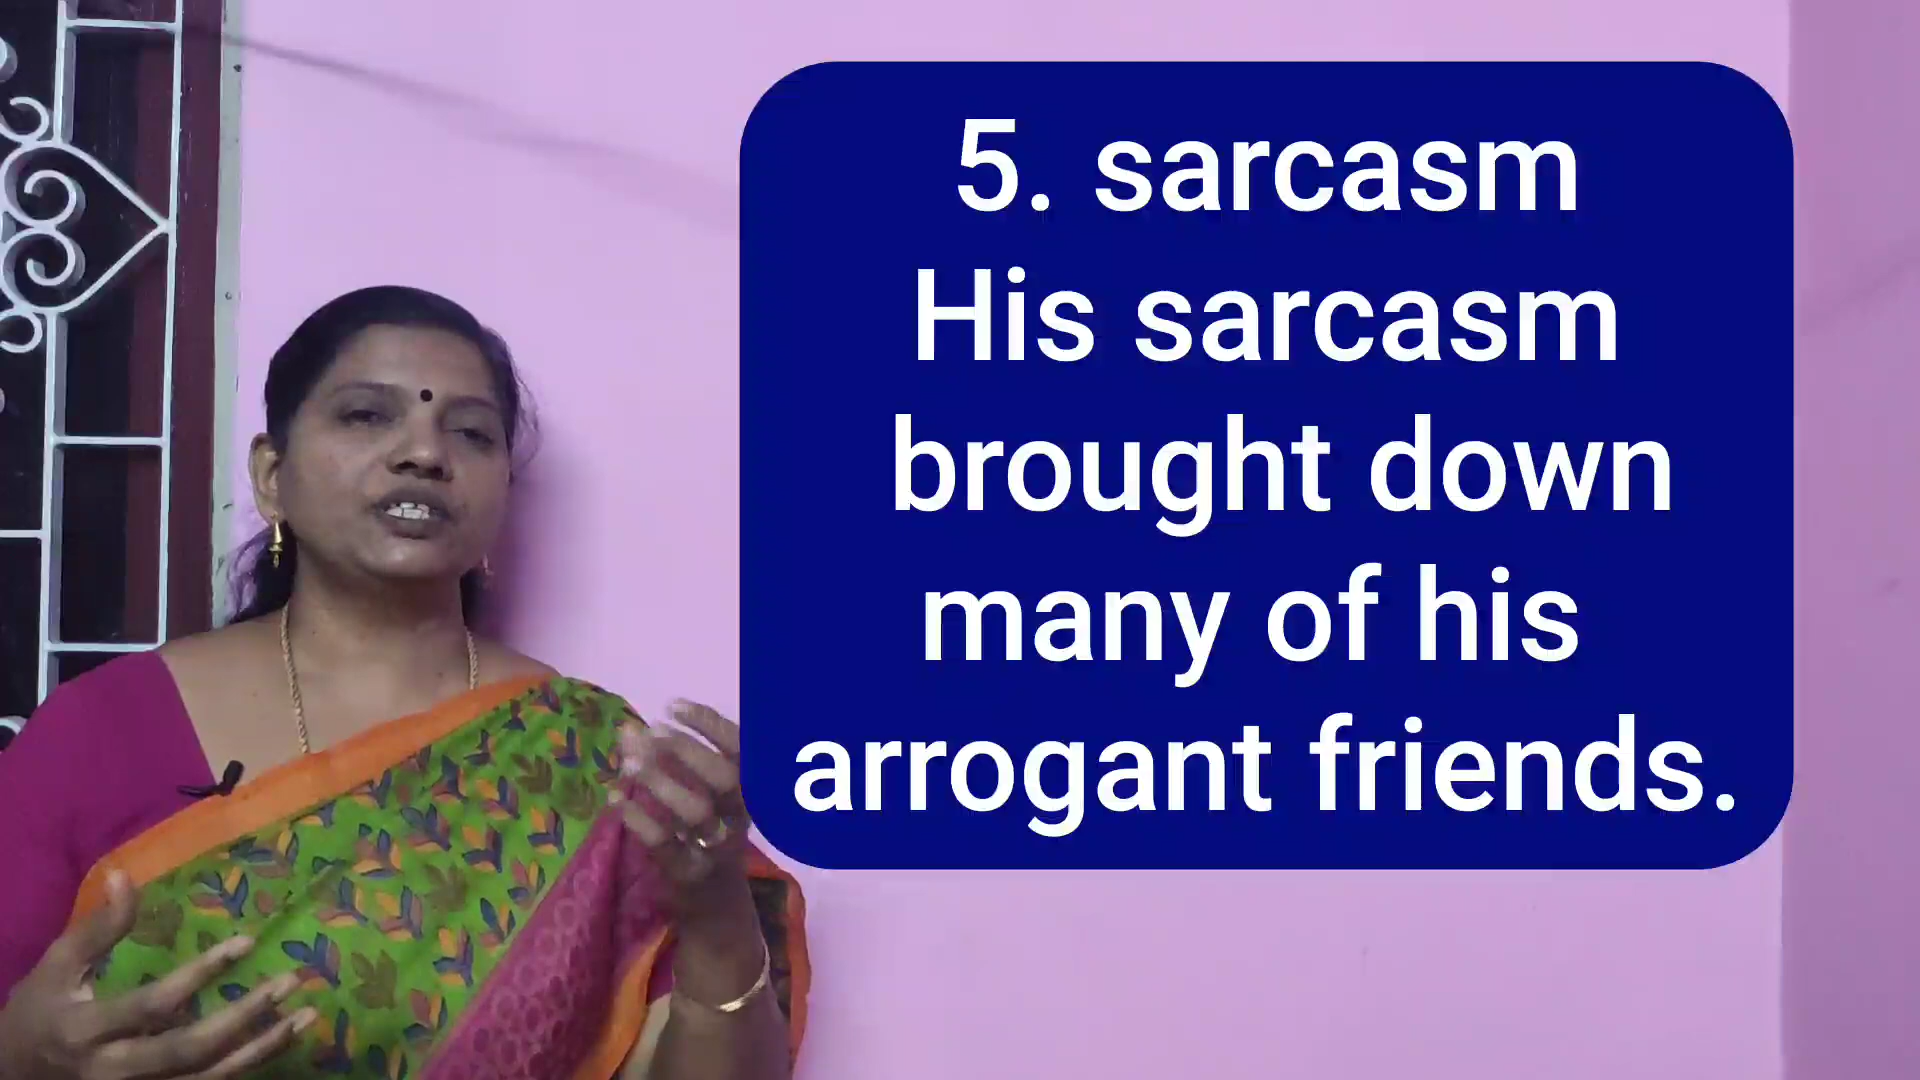 5. sarcasm
His sarcasm
brought down
many of his
arrogant friends.